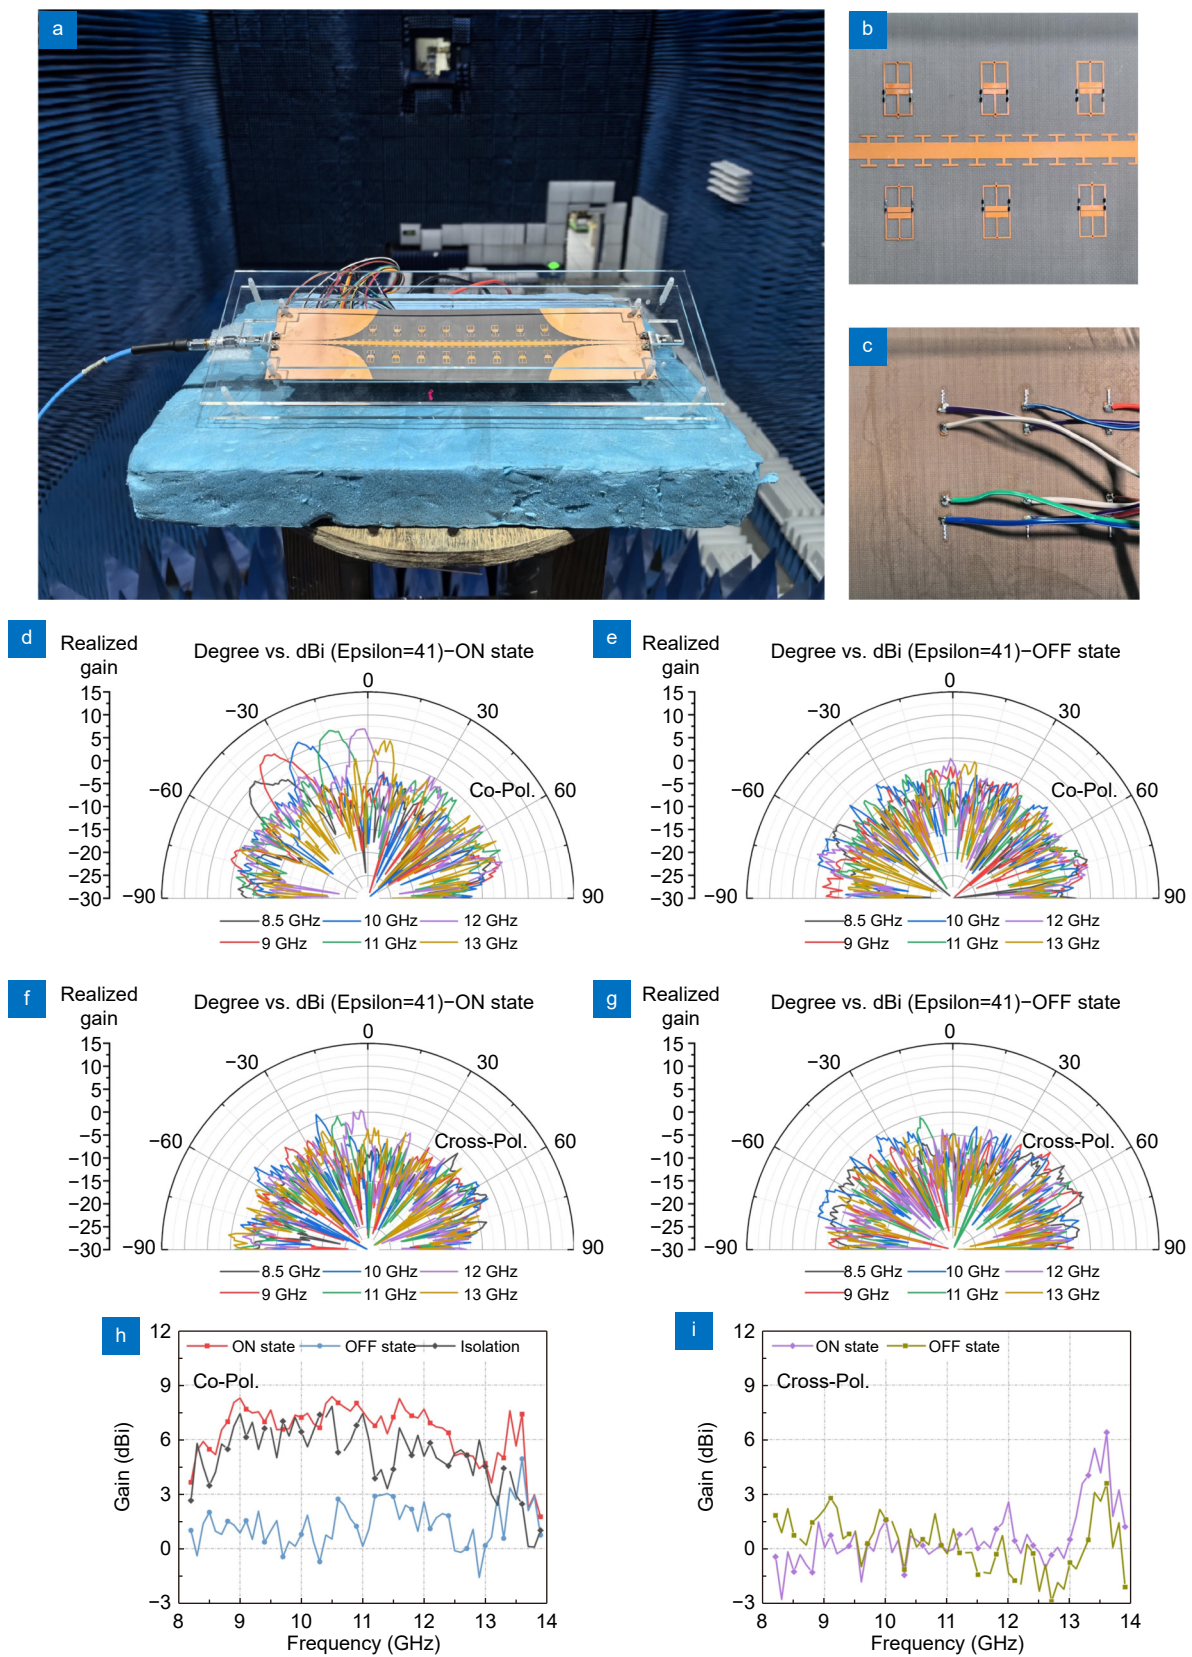 a
b
c
d
Realized
gain
Degree vs. dBi (Epsilon=41)−ON state
15
10
5
0
−5
−10
−15
−20
−25
−30
−90
−60
−30
0
30
60
90
Co-Pol.
8.5 GHz
10 GHz
12 GHz
9 GHz
11 GHz
13 GHz
e
Realized
gain
Degree vs. dBi (Epsilon=41)−OFF state
15
10
5
0
−5
−10
−15
−20
−25
−30
−90
−60
−30
0
30
60
90
Co-Pol.
8.5 GHz
10 GHz
12 GHz
9 GHz
11 GHz
13 GHz
f
Realized
gain
Degree vs. dBi (Epsilon=41)−ON state
15
10
5
0
−5
−10
−15
−20
−25
−30
−90
−60
−30
0
30
60
90
Cross-Pol.
8.5 GHz
10 GHz
12 GHz
9 GHz
11 GHz
13 GHz
g
Realized
gain
Degree vs. dBi (Epsilon=41)−OFF state
15
10
5
0
−5
−10
−15
−20
−25
−30
−90
−60
−30
0
30
60
90
Cross-Pol.
8.5 GHz
10 GHz
12 GHz
9 GHz
11 GHz
13 GHz
h
12
9
6
3
0
−3
Gain (dBi)
ON state
OFF state
Isolation
Co-Pol.
8
9.1
10
11
12
13
14
Frequency (GHz)
i
12
9
6
3
0
−3
Gain (dBi)
ON state
OFF state
Cross-Pol.
8
9.1
10
11
12
13
14
Frequency (GHz)